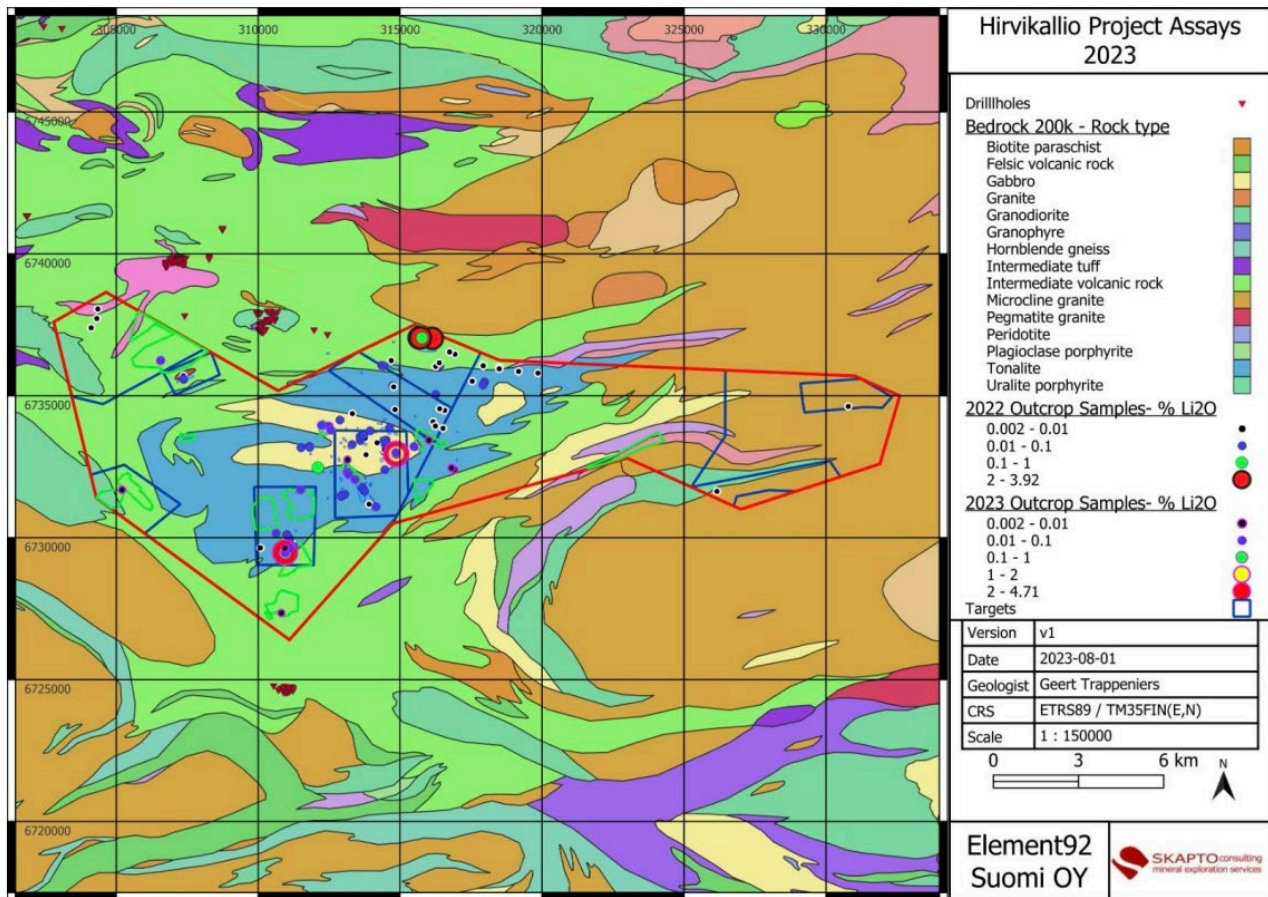 305000 310000 315000 320000 325000 330000
6745000
6740000
6735000
6730000
6725000
6720000
Hirvikallio Project Assays
2023
Drilllholes
Bedrock 200k - Rock type
Biotite paraschist
Felsic volcanic rock
Gabbro
Granite
Granodiorite
Granophyre
Hornblende gneiss
Intermediate tuff
Intermediate volcanic rock
Microcline granite
Pegmatite granite
Peridotite
Plagioclase porphyrite
Tonalite
Uralite porphyrite
2022 Outcrop Samples- % Li2O
0.002 - 0.01
0.01 - 0.1
0.1 - 1
2 - 3.92
2023 Outcrop Samples- % Li2O
0.002 - 0.01
0.01 - 0.1
0.1 - 1
1 - 2
2 - 4.71
Targets
Version v1
Date 2023-08-01
Geologist Geert Trappeniers
CRS ETRS89 / TM35FIN(E,N)
Scale 1 : 150000
0 3 6 km
N
Element92
Suomi OY
SKAPTO consulting
mineral exploration services